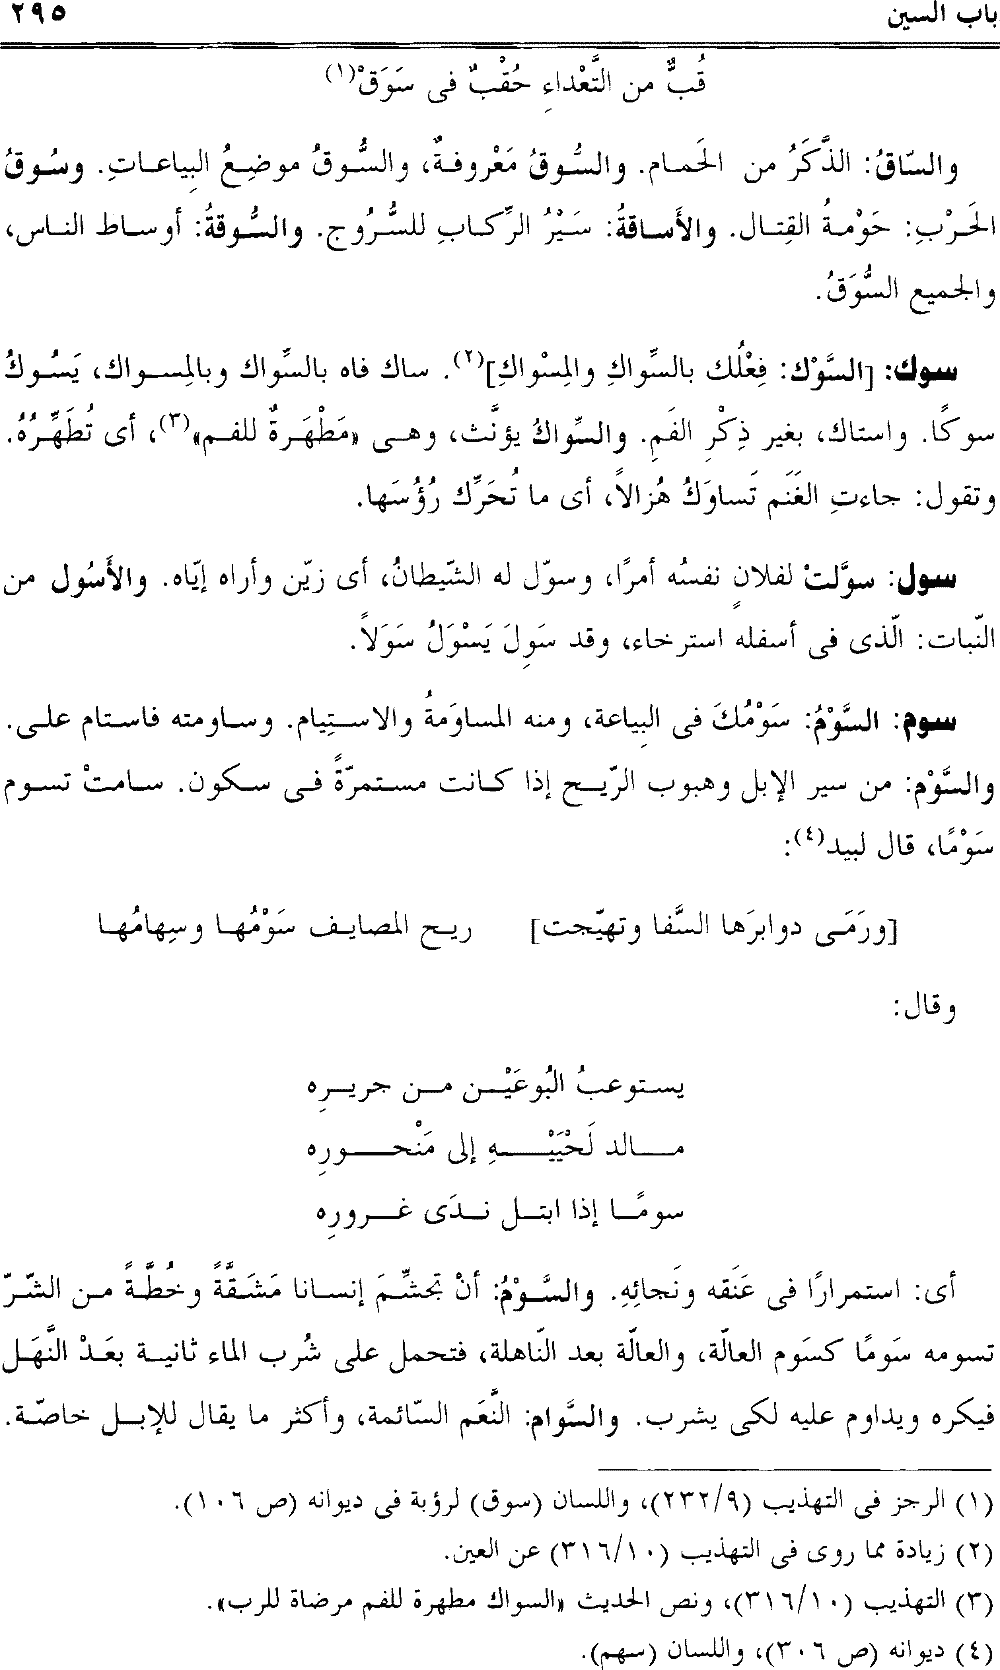 باب السين ٢٩٥
قُبٌّ من التَّعْداءِ حُقْبٌ فى سَوَقْ(١)
والسّاقُ: الذَّكَرُ من الحَمام. والسُّوقُ مَعْروفةٌ، والسُّوقُ موضِعُ البِياعاتِ. وسُوقُ
الحَرْبِ: حَوْمةُ القِتال. والأَساقةُ: سَيْرُ الرِّكابِ للسُّروج. والسُّوقةُ: أوساط الناس،
والجميع السُّوَقُ.
سوك: [السَّوْك: فِعْلُك بالسِّواكِ والمِسْواكِ](٢). ساك فاه بالسِّواك وبالمِسواك، يَسُوكُ
سوكًا. واستاك، بغير ذِكْرِ الفَمِ. والسِّواكُ يؤنَّث، وهى «مَطْهَرةٌ للفم»(٣)، أى تُطَهِّرُهُ.
وتقول: جاءتِ الغَنَم تَساوَكُ هُزالاً، أى ما تُحَرِّك رُؤُسَها.
سول: سوَّلتْ لفلانٍ نفسُه أمرًا، وسوّل له الشّيطانُ، أى زيّن وأراه إيّاه. والأَسُول من
النّبات: الّذى فى أسفله استرخاء، وقد سَوِلَ يَسْوَلُ سَوَلاً.
سوم: السَّوْمُ: سَوْمُكَ فى البِياعة، ومنه المساوَمةُ والاستِيام. وساومته فاستام على.
والسَّوْم: من سير الإبل وهبوب الرّيح إذا كانت مستمرّةً فى سكون. سامتْ تسوم
سَوْمًا، قال لبيد(٤):
[ورَمَى دوابرَها السَّفا وتهيّجت] ريح المصايف سَوْمُها وسِهامُها
وقال:
يستوعبُ البُوعَيْن من جريرِه
مالد لَحْيَيْهِ إلى مَنْحورِه
سومًا إذا ابتل ندَى غرورِه
أى: استمرارًا فى عَنَقه ونَجائِهِ. والسَّوْمُ: أنْ تجشِّمَ إنسانا مَشَقَّةً وخُطَّةً من الشّرّ
تسومه سَومًا كسَوم العالّة، والعالّة بعد النّاهلة، فتحمل على شُرب الماء ثانية بعَدْ النَّهَل
فيكره ويداوم عليه لكى يشرب. والسَّوام: النَّعَم السّائمة، وأكثر ما يقال للإبل خاصّة.
(١) الرجز فى التهذيب (٢٣٢/٩)، واللسان (سوق) لرؤبة فى ديوانه (ص ١٠٦).
(٢) زيادة مما روى فى التهذيب (٣١٦/١٠) عن العين.
(٣) التهذيب (٣١٦/١٠)، ونص الحديث «السواك مطهرة للفم مرضاة للرب».
(٤) ديوانه (ص ٣٠٦)، واللسان (سهم).